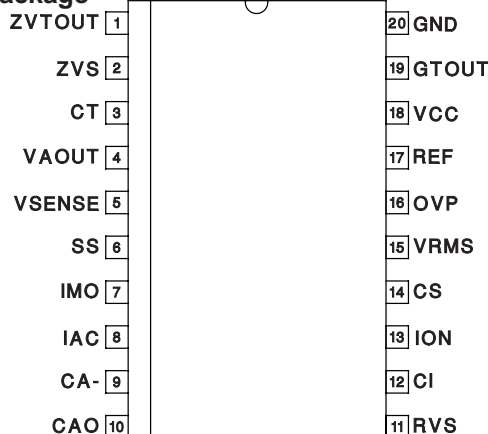 ackage
ZVTOUT 1 20 GND
ZVS 2 19 GTOUT
CT 3 18 VCC
VAOUT 4 17 REF
VSENSE 5 16 OVP
SS 6 15 VRMS
IMO 7 14 CS
IAC 8 13 ION
CA- 9 12 CI
CAO 10 11 RVS